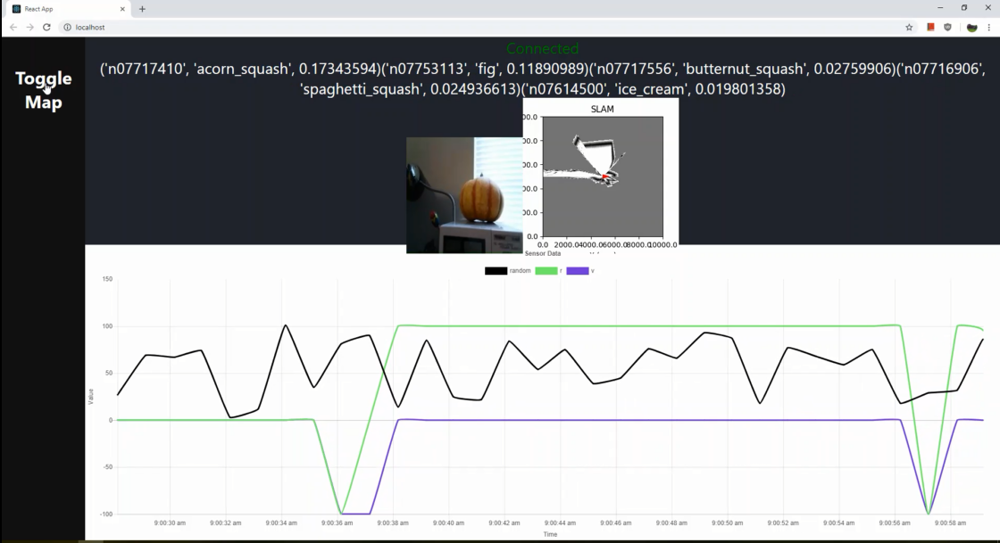 React App
localhost
Connected
Toggle
Map
('n07717410', 'acorn_squash', 0.17343594)('n07753113', 'fig', 0.11890989)('n07717556', 'butternut_squash', 0.02759906)('n07716906',
'spaghetti_squash', 0.024936613)('n07614500', 'ice_cream', 0.019801358)
SLAM
00.0
00.0
00.0
00.0
00.0
0.0
0.0 2000.04000.06000.08000.010000.0
Sensor Data
random r v
150
100
50
0
-50
-100
Value
9:00:30 am 9:00:32 am 9:00:34 am 9:00:36 am 9:00:38 am 9:00:40 am 9:00:42 am 9:00:44 am 9:00:46 am 9:00:48 am 9:00:50 am 9:00:52 am 9:00:54 am 9:00:56 am 9:00:58 am
Time